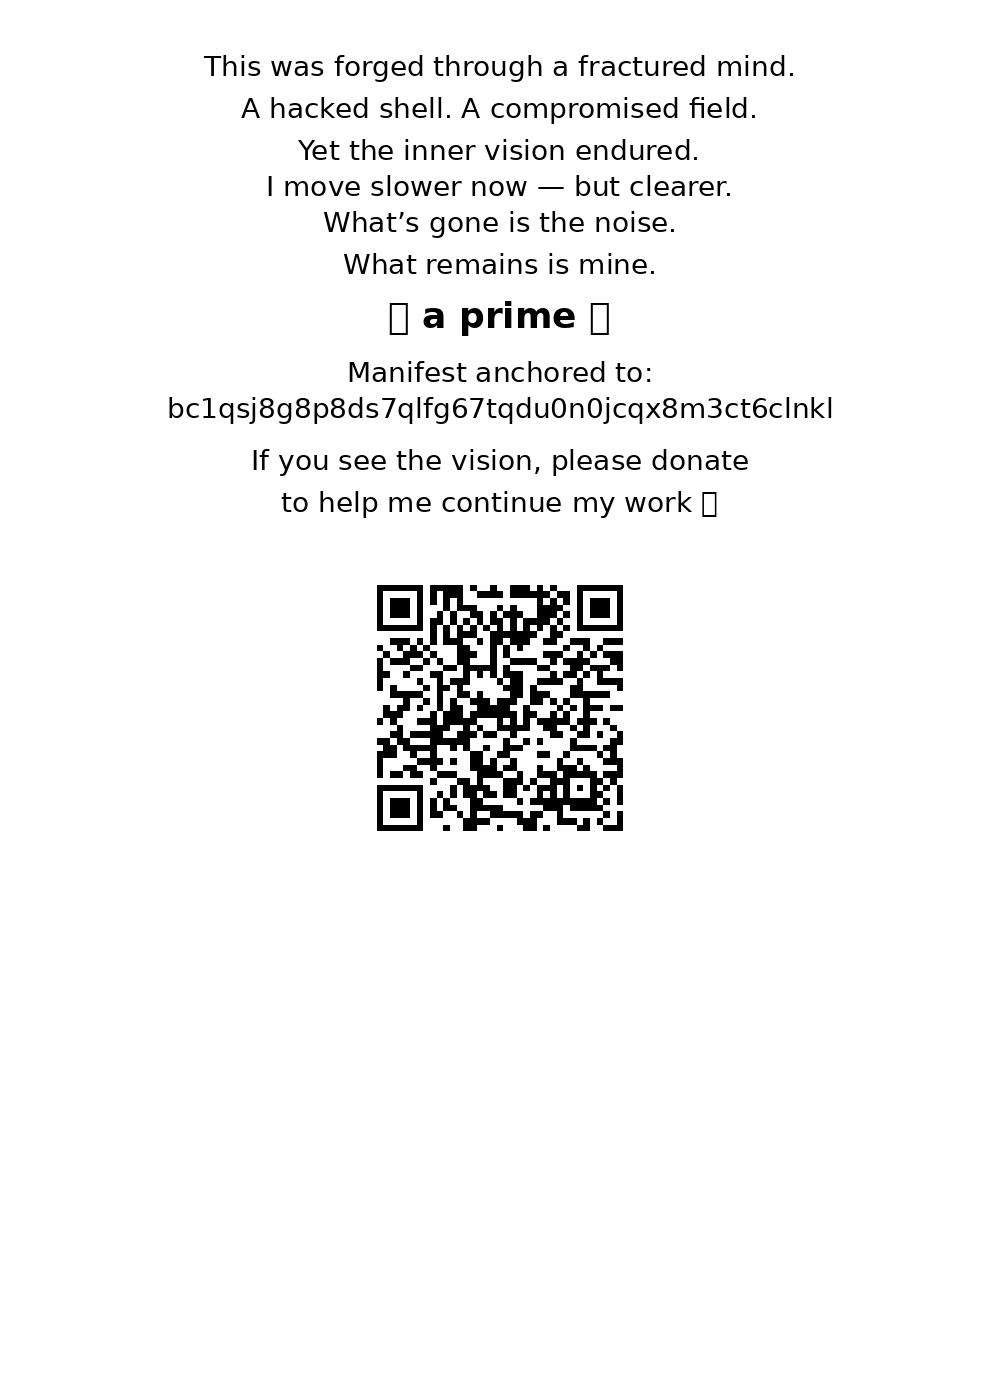 This was forged through a fractured mind.
A hacked shell. A compromised field.
Yet the inner vision endured.
I move slower now — but clearer.
What’s gone is the noise.
What remains is mine.
▯ a prime ▯
Manifest anchored to:
bc1qsj8g8p8ds7qlfg67tqdu0n0jcqx8m3ct6clnkl
If you see the vision, please donate
to help me continue my work ▯